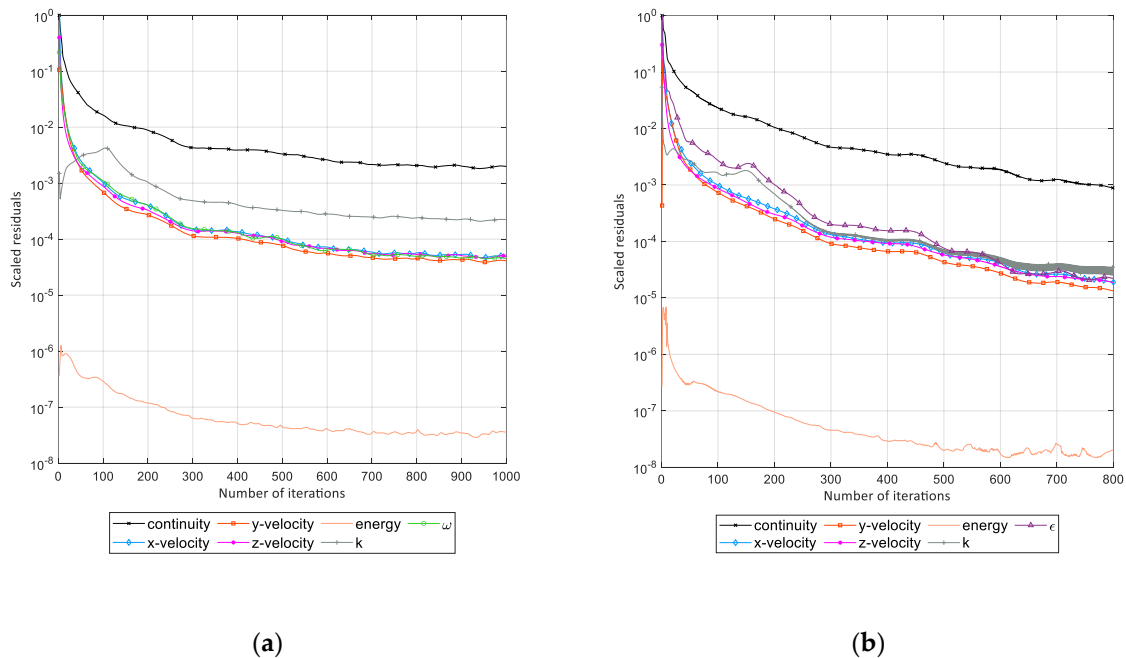 Scaled residuals
10^0
10^-1
10^-2
10^-3
10^-4
10^-5
10^-6
10^-7
10^-8
0 100 200 300 400 500 600 700 800 900 1000
Number of iterations
continuity y-velocity energy ω
x-velocity z-velocity k
(a)
Scaled residuals
10^0
10^-1
10^-2
10^-3
10^-4
10^-5
10^-6
10^-7
10^-8
0 100 200 300 400 500 600 700 800
Number of iterations
continuity y-velocity energy ϵ
x-velocity z-velocity k
(b)